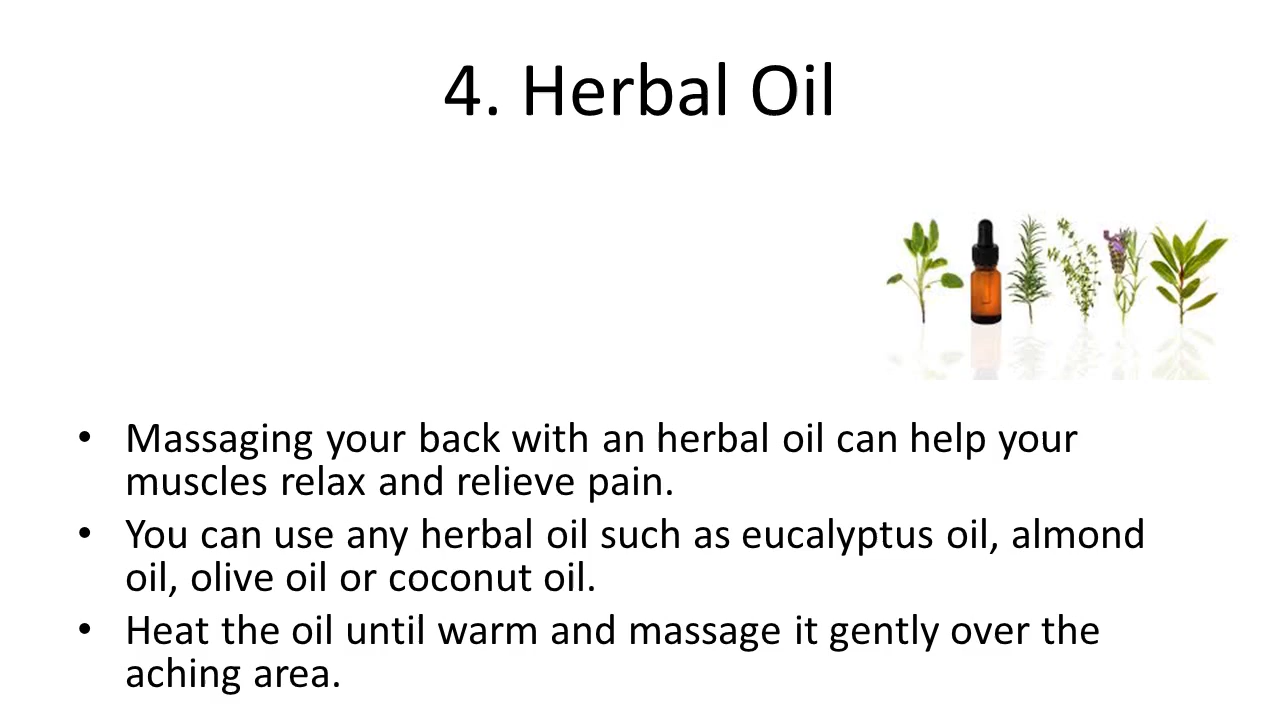 4. Herbal Oil
• Massaging your back with an herbal oil can help your
muscles relax and relieve pain.
• You can use any herbal oil such as eucalyptus oil, almond
oil, olive oil or coconut oil.
• Heat the oil until warm and massage it gently over the
aching area.